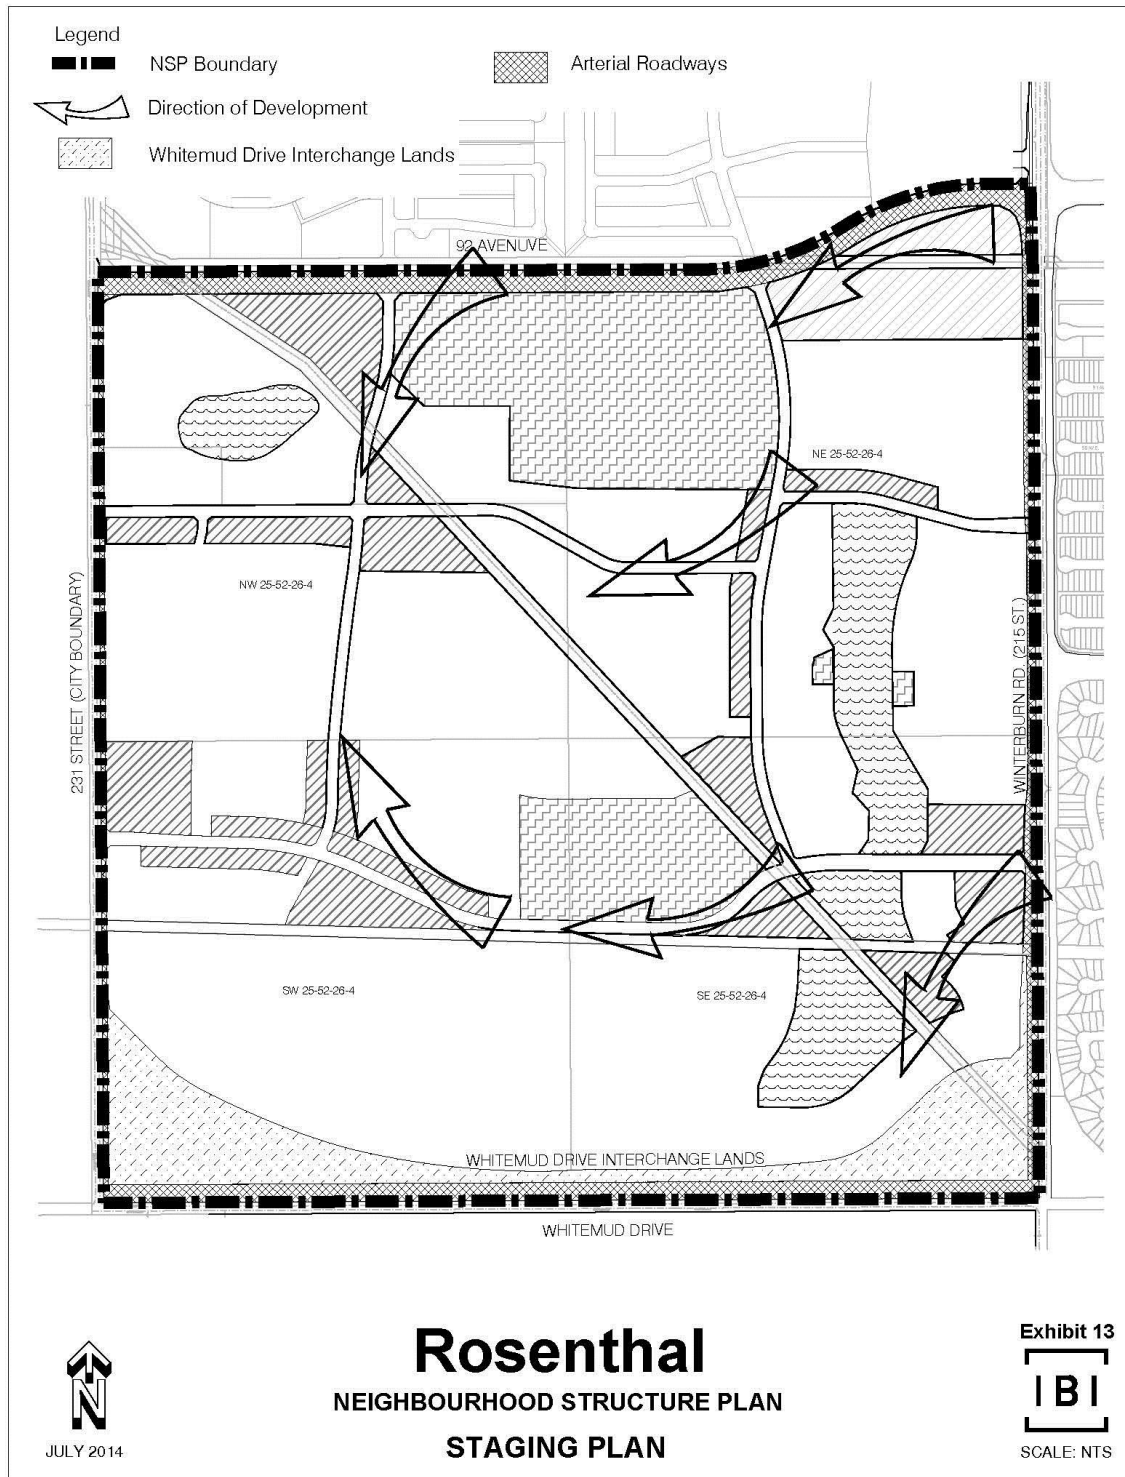 Legend
NSP Boundary
Arterial Roadways
Direction of Development
Whitemud Drive Interchange Lands
92 AVENUVE
NE 25-52-26-4
NW 25-52-26-4
231 STREET (CITY BOUNDARY)
WINTERBURN RD. (215 ST.)
SW 25-52-26-4
SE 25-52-26-4
WHITEMUD DRIVE INTERCHANGE LANDS
WHITEMUD DRIVE
N
JULY 2014
Rosenthal
NEIGHBOURHOOD STRUCTURE PLAN
STAGING PLAN
Exhibit 13
IBI
SCALE: NTS